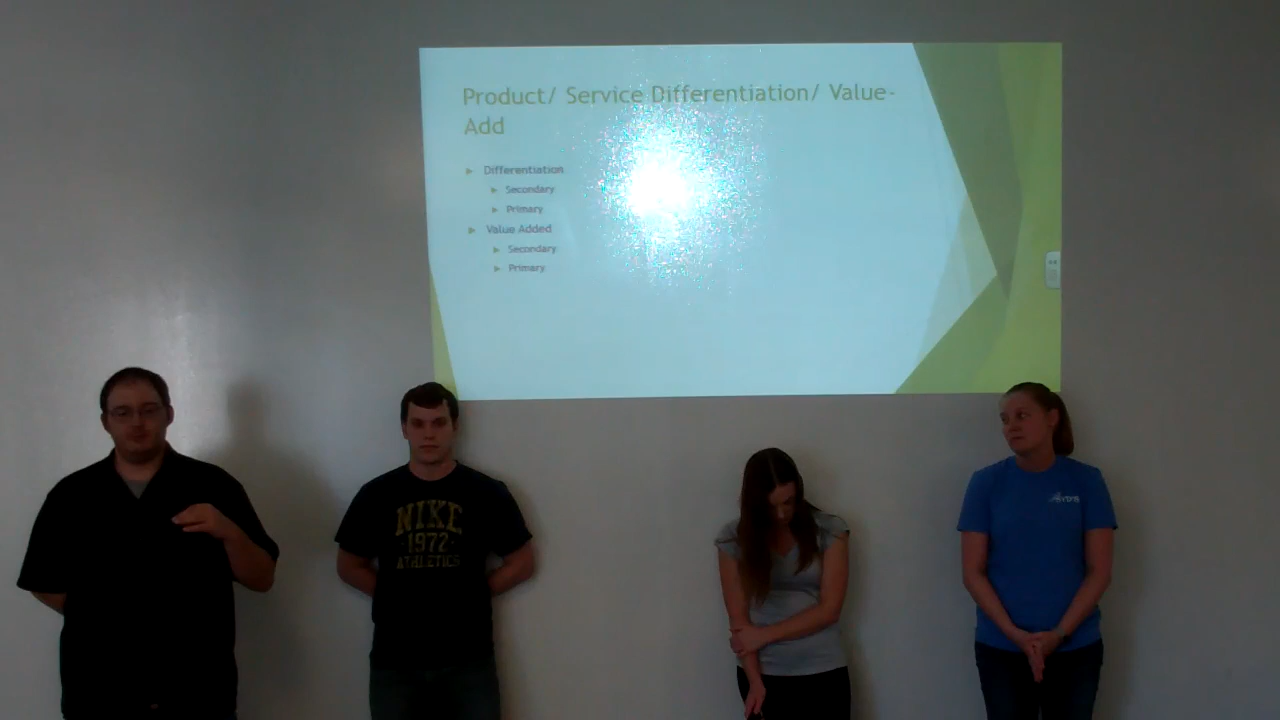 Product/ Service Differentiation/ Value-
Add
Differentiation
Secondary
Primary
Value Added
Secondary
Primary
NIKE
1972
ATHLETICS